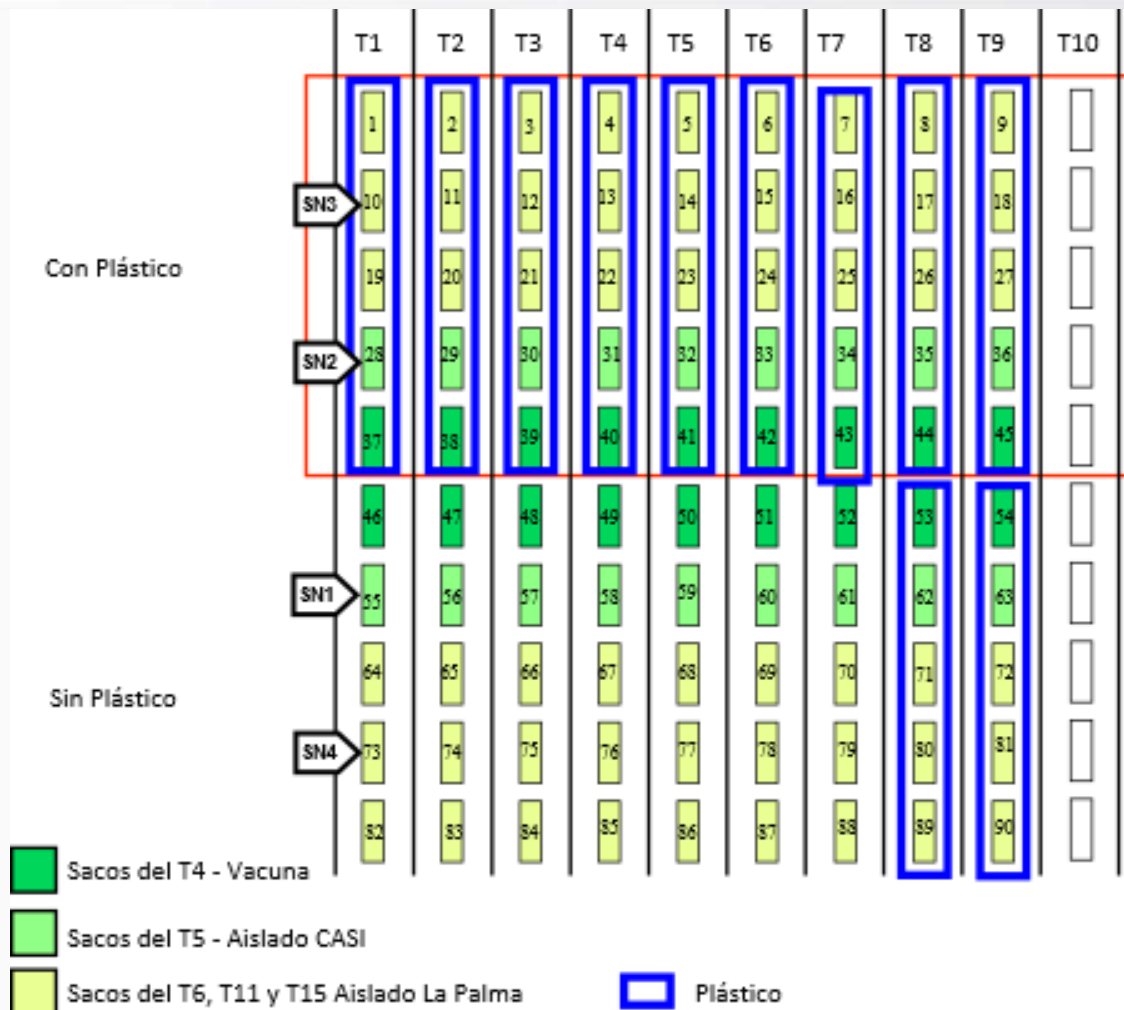 T1 T2 T3 T4 T5 T6 T7 T8 T9 T10
1 2 3 4 5 6 7 8 9
SN3 10 11 12 13 14 15 16 17 18
Con Plástico
19 20 21 22 23 24 25 26 27
SN2 28 29 30 31 32 33 34 35 36
37 38 39 40 41 42 43 44 45
46 47 48 49 50 51 52 53 54
SN1 55 56 57 58 59 60 61 62 63
64 65 66 67 68 69 70 71 72
Sin Plástico
SN4 73 74 75 76 77 78 79 80 81
82 83 84 85 86 87 88 89 90
Sacos del T4 - Vacuna
Sacos del T5 - Aislado CASI
Sacos del T6, T11 y T15 Aislado La Palma
Plástico